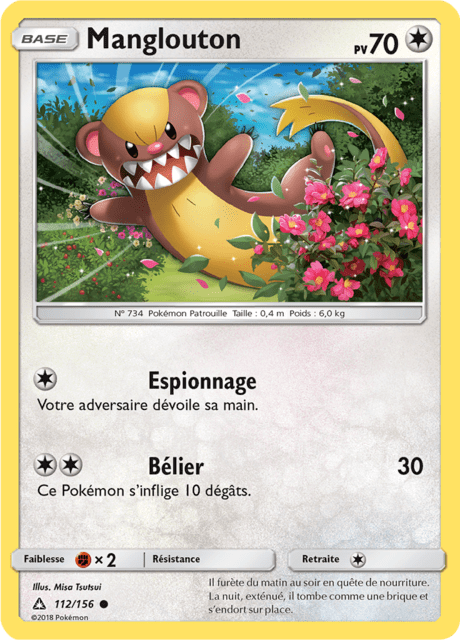 BASE Manglouton PV70
N° 734 Pokémon Patrouille Taille : 0,4 m Poids : 6,0 kg
Espionnage
Votre adversaire dévoile sa main.
Bélier 30
Ce Pokémon s'inflige 10 dégâts.
Faiblesse ×2 Résistance Retraite
Illus. Misa Tsutsui
112/156
©2018 Pokémon
Il furète du matin au soir en quête de nourriture.
La nuit, exténué, il tombe comme une brique et
s'endort sur place.